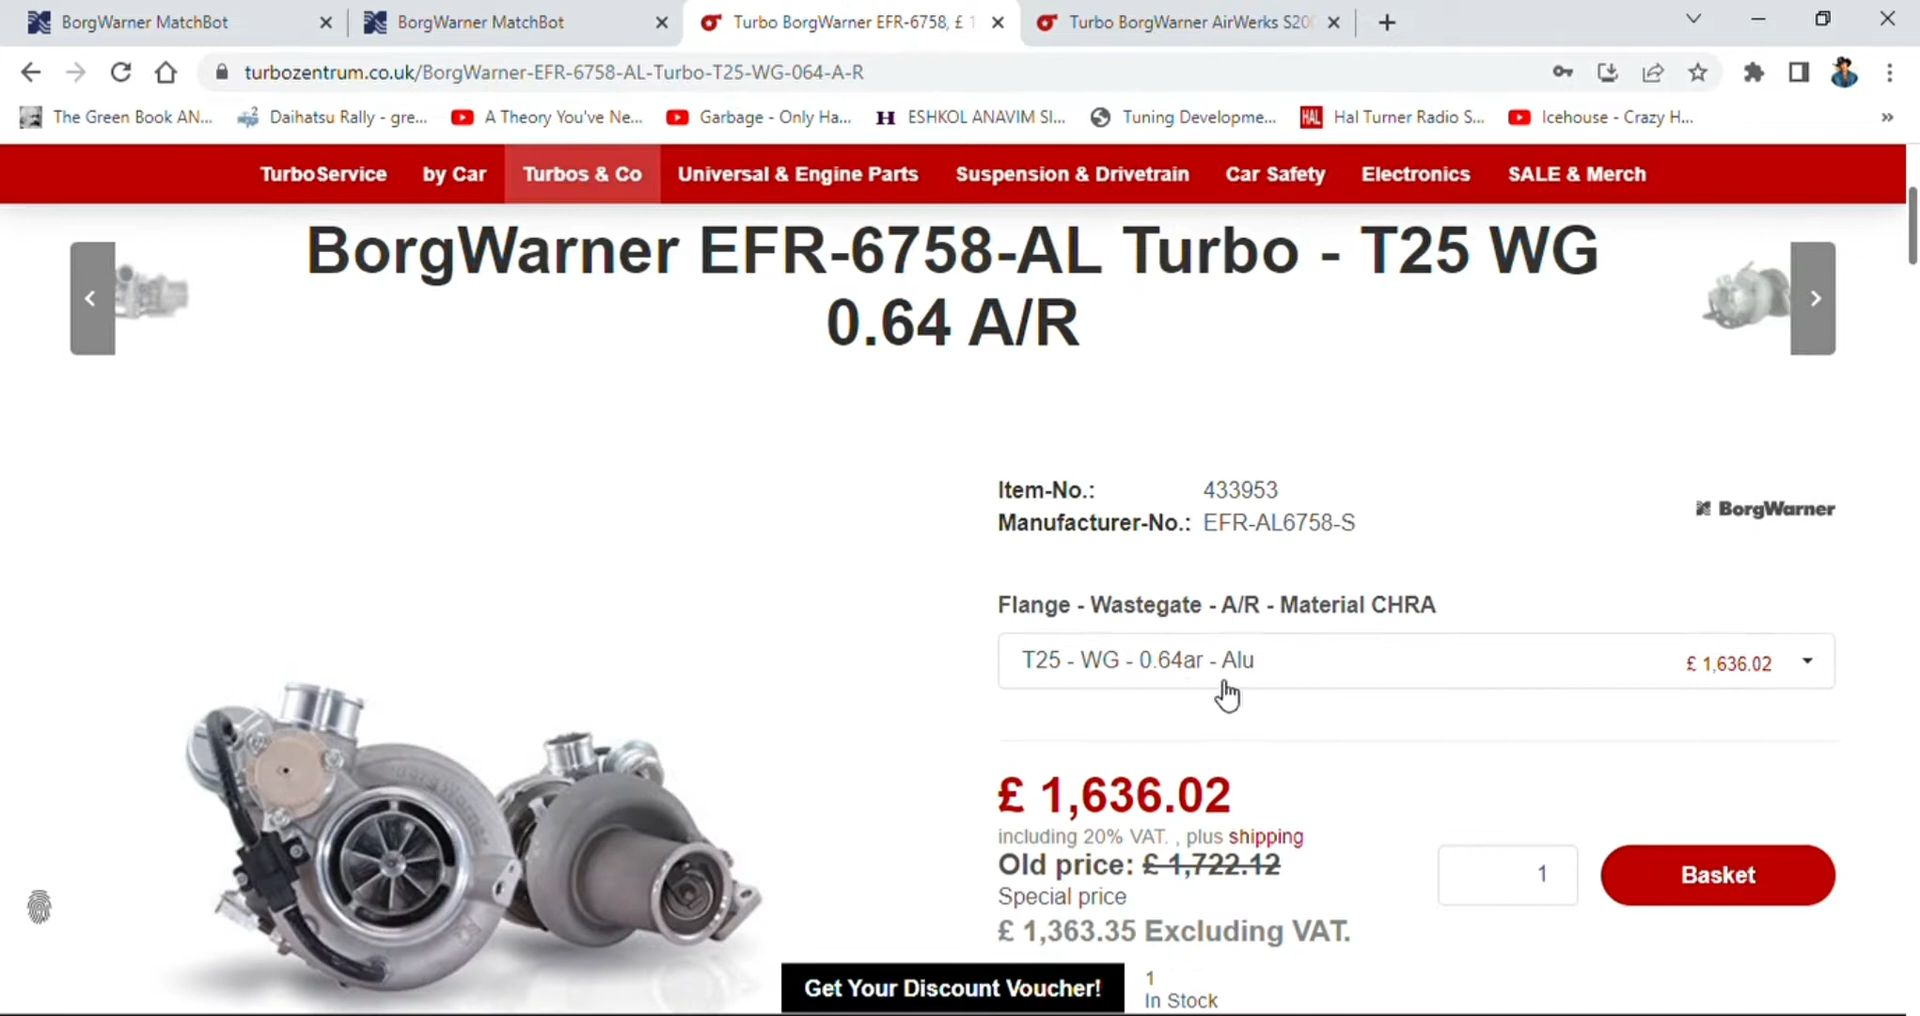 BorgWarner MatchBot
BorgWarner MatchBot
Turbo BorgWarner EFR-6758, £ 1
Turbo BorgWarner AirWerks S20
turbozentrum.co.uk/BorgWarner-EFR-6758-AL-Turbo-T25-WG-064-A-R
The Green Book AN...
Daihatsu Rally - gre...
A Theory You've Ne...
Garbage - Only Ha...
H ESHKOL ANAVIM SI...
Tuning Developme...
HAL Hal Turner Radio S...
Icehouse - Crazy H...
»
TurboService by Car Turbos & Co Universal & Engine Parts Suspension & Drivetrain Car Safety Electronics SALE & Merch
BorgWarner EFR-6758-AL Turbo - T25 WG
0.64 A/R
Item-No.: 433953
Manufacturer-No.: EFR-AL6758-S
BorgWarner
Flange - Wastegate - A/R - Material CHRA
T25 - WG - 0.64ar - Alu £ 1,636.02
£ 1,636.02
including 20% VAT. , plus shipping
Old price: £ 1,722.12
Special price
£ 1,363.35 Excluding VAT.
1
Basket
Get Your Discount Voucher!
1
In Stock